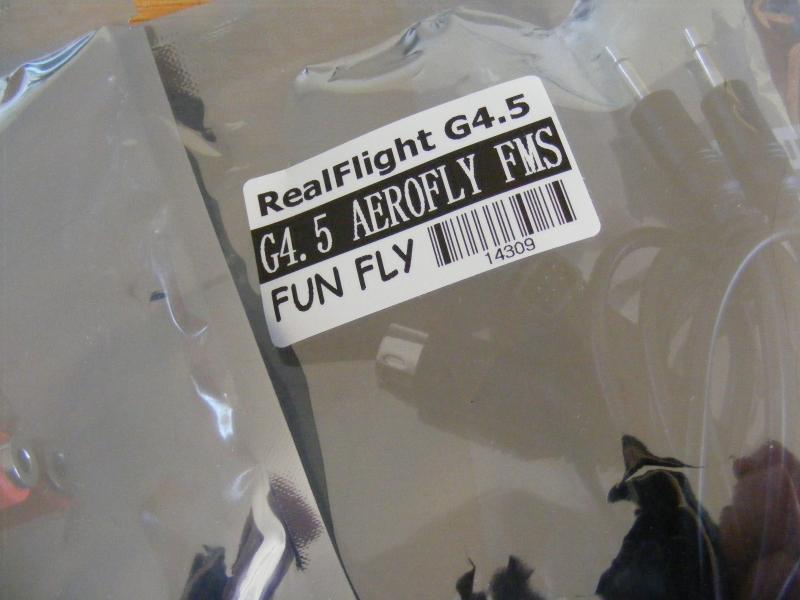 RealFlight G4.5
G4.5 AEROFLY FMS
FUN FLY
14309